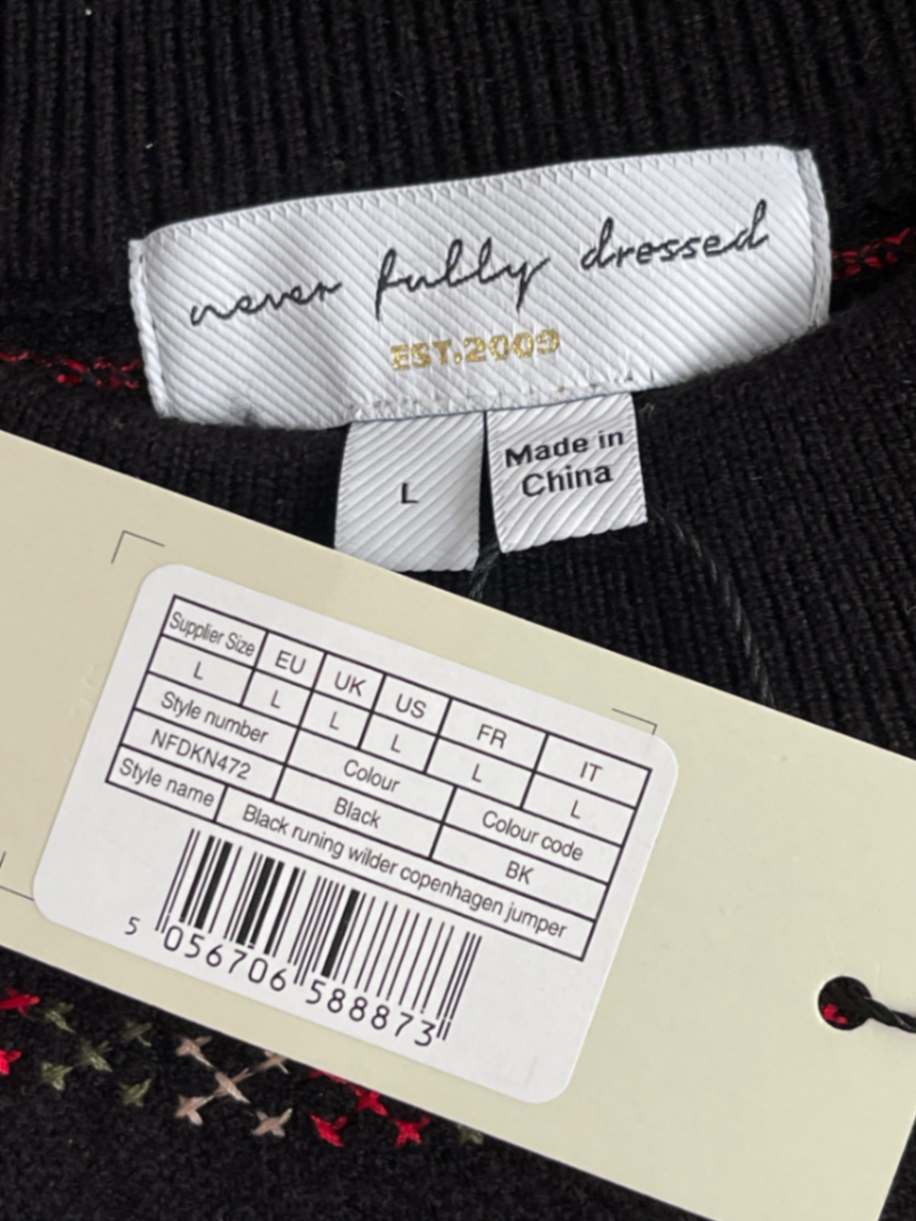 never fully dressed
EST.2009
L
Made in
China
Supplier Size EU UK US FR IT
L L L L L L
Style number Colour Colour code
NFDKN472 Black BK
Style name Black runing wilder copenhagen jumper
5 056706 588873